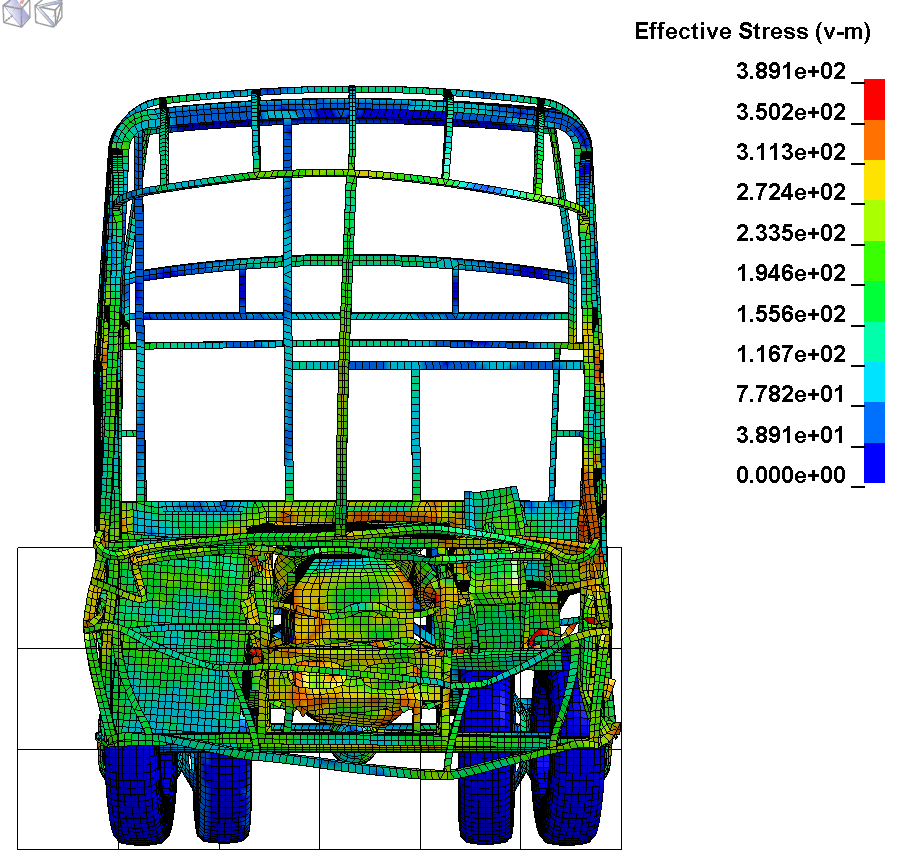 Effective Stress (v-m)
3.891e+02
3.502e+02
3.113e+02
2.724e+02
2.335e+02
1.946e+02
1.556e+02
1.167e+02
7.782e+01
3.891e+01
0.000e+00